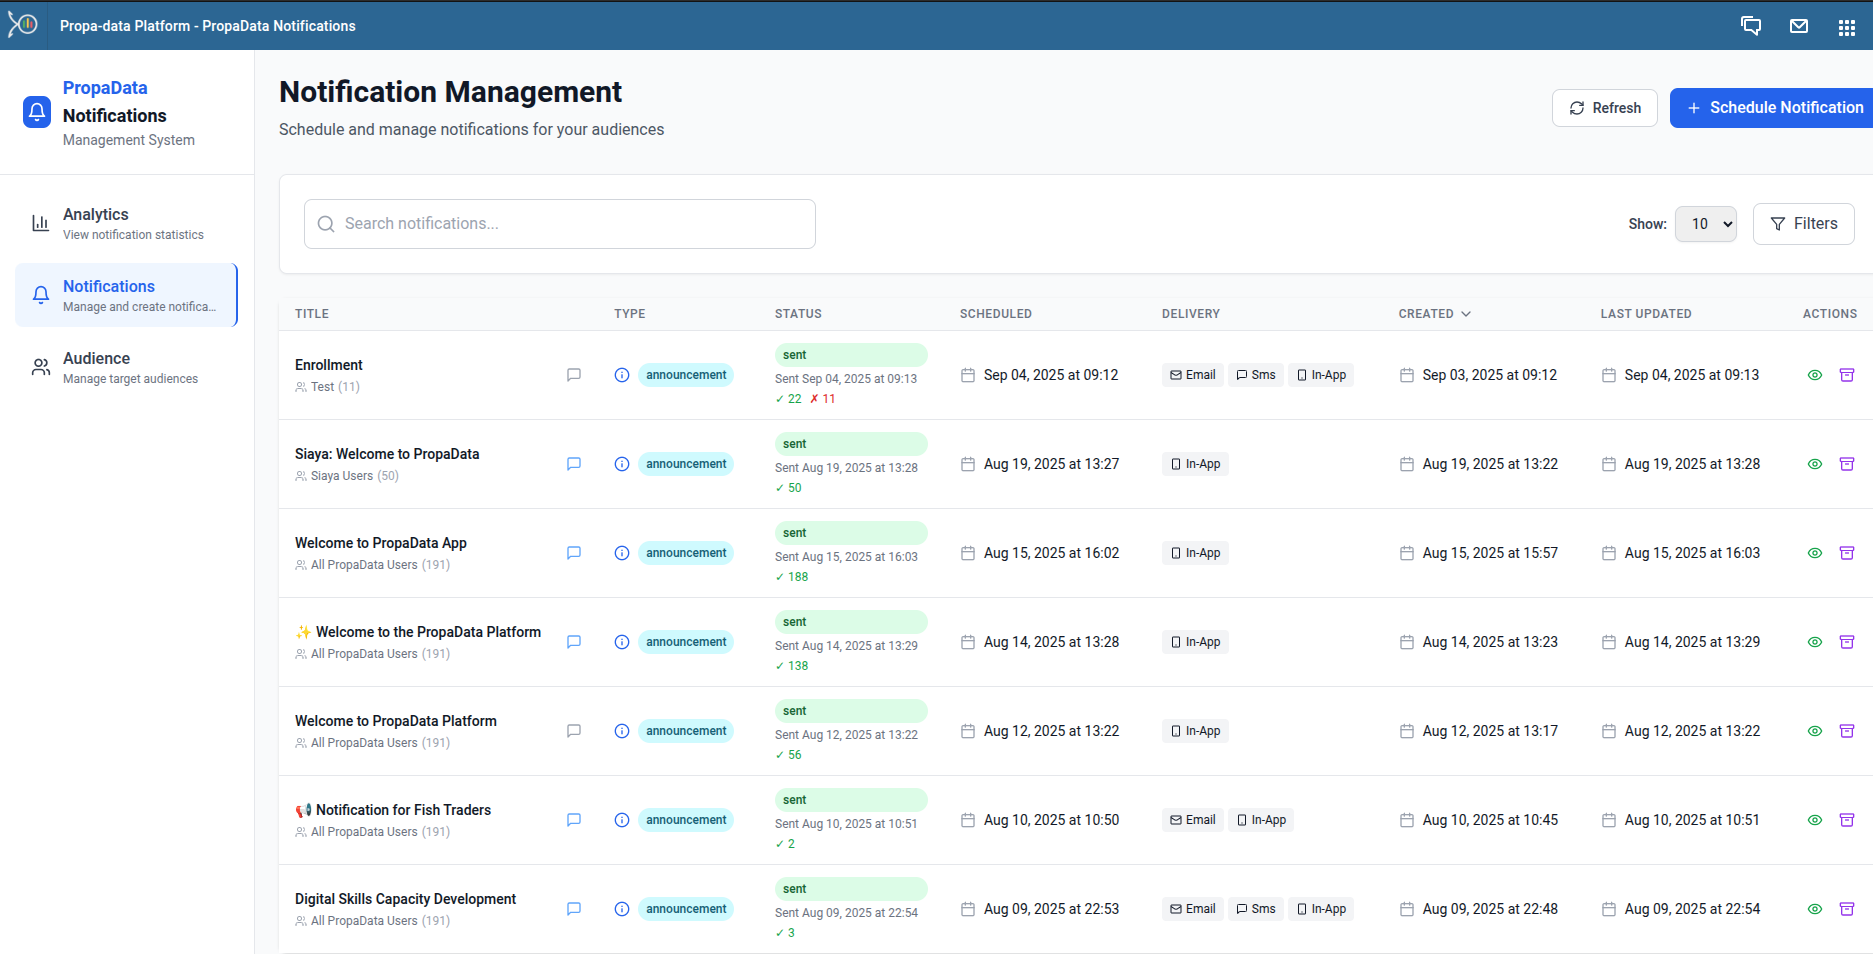 Propa-data Platform - PropaData Notifications
PropaData
Notifications
Management System
Analytics
View notification statistics
Notifications
Manage and create notifica...
Audience
Manage target audiences
Notification Management
Schedule and manage notifications for your audiences
Refresh
+ Schedule Notification
Search notifications...
Show: 10 Filters
TITLE TYPE STATUS SCHEDULED DELIVERY CREATED LAST UPDATED ACTIONS
Enrollment
Test (11)
announcement
sent
Sent Sep 04, 2025 at 09:13
✓ 22 ✗ 11
Sep 04, 2025 at 09:12
Email Sms In-App
Sep 03, 2025 at 09:12
Sep 04, 2025 at 09:13
Siaya: Welcome to PropaData
Siaya Users (50)
announcement
sent
Sent Aug 19, 2025 at 13:28
✓ 50
Aug 19, 2025 at 13:27
In-App
Aug 19, 2025 at 13:22
Aug 19, 2025 at 13:28
Welcome to PropaData App
All PropaData Users (191)
announcement
sent
Sent Aug 15, 2025 at 16:03
✓ 188
Aug 15, 2025 at 16:02
In-App
Aug 15, 2025 at 15:57
Aug 15, 2025 at 16:03
✨ Welcome to the PropaData Platform
All PropaData Users (191)
announcement
sent
Sent Aug 14, 2025 at 13:29
✓ 138
Aug 14, 2025 at 13:28
In-App
Aug 14, 2025 at 13:23
Aug 14, 2025 at 13:29
Welcome to PropaData Platform
All PropaData Users (191)
announcement
sent
Sent Aug 12, 2025 at 13:22
✓ 56
Aug 12, 2025 at 13:22
In-App
Aug 12, 2025 at 13:17
Aug 12, 2025 at 13:22
📢 Notification for Fish Traders
All PropaData Users (191)
announcement
sent
Sent Aug 10, 2025 at 10:51
✓ 2
Aug 10, 2025 at 10:50
Email In-App
Aug 10, 2025 at 10:45
Aug 10, 2025 at 10:51
Digital Skills Capacity Development
All PropaData Users (191)
announcement
sent
Sent Aug 09, 2025 at 22:54
✓ 3
Aug 09, 2025 at 22:53
Email Sms In-App
Aug 09, 2025 at 22:48
Aug 09, 2025 at 22:54